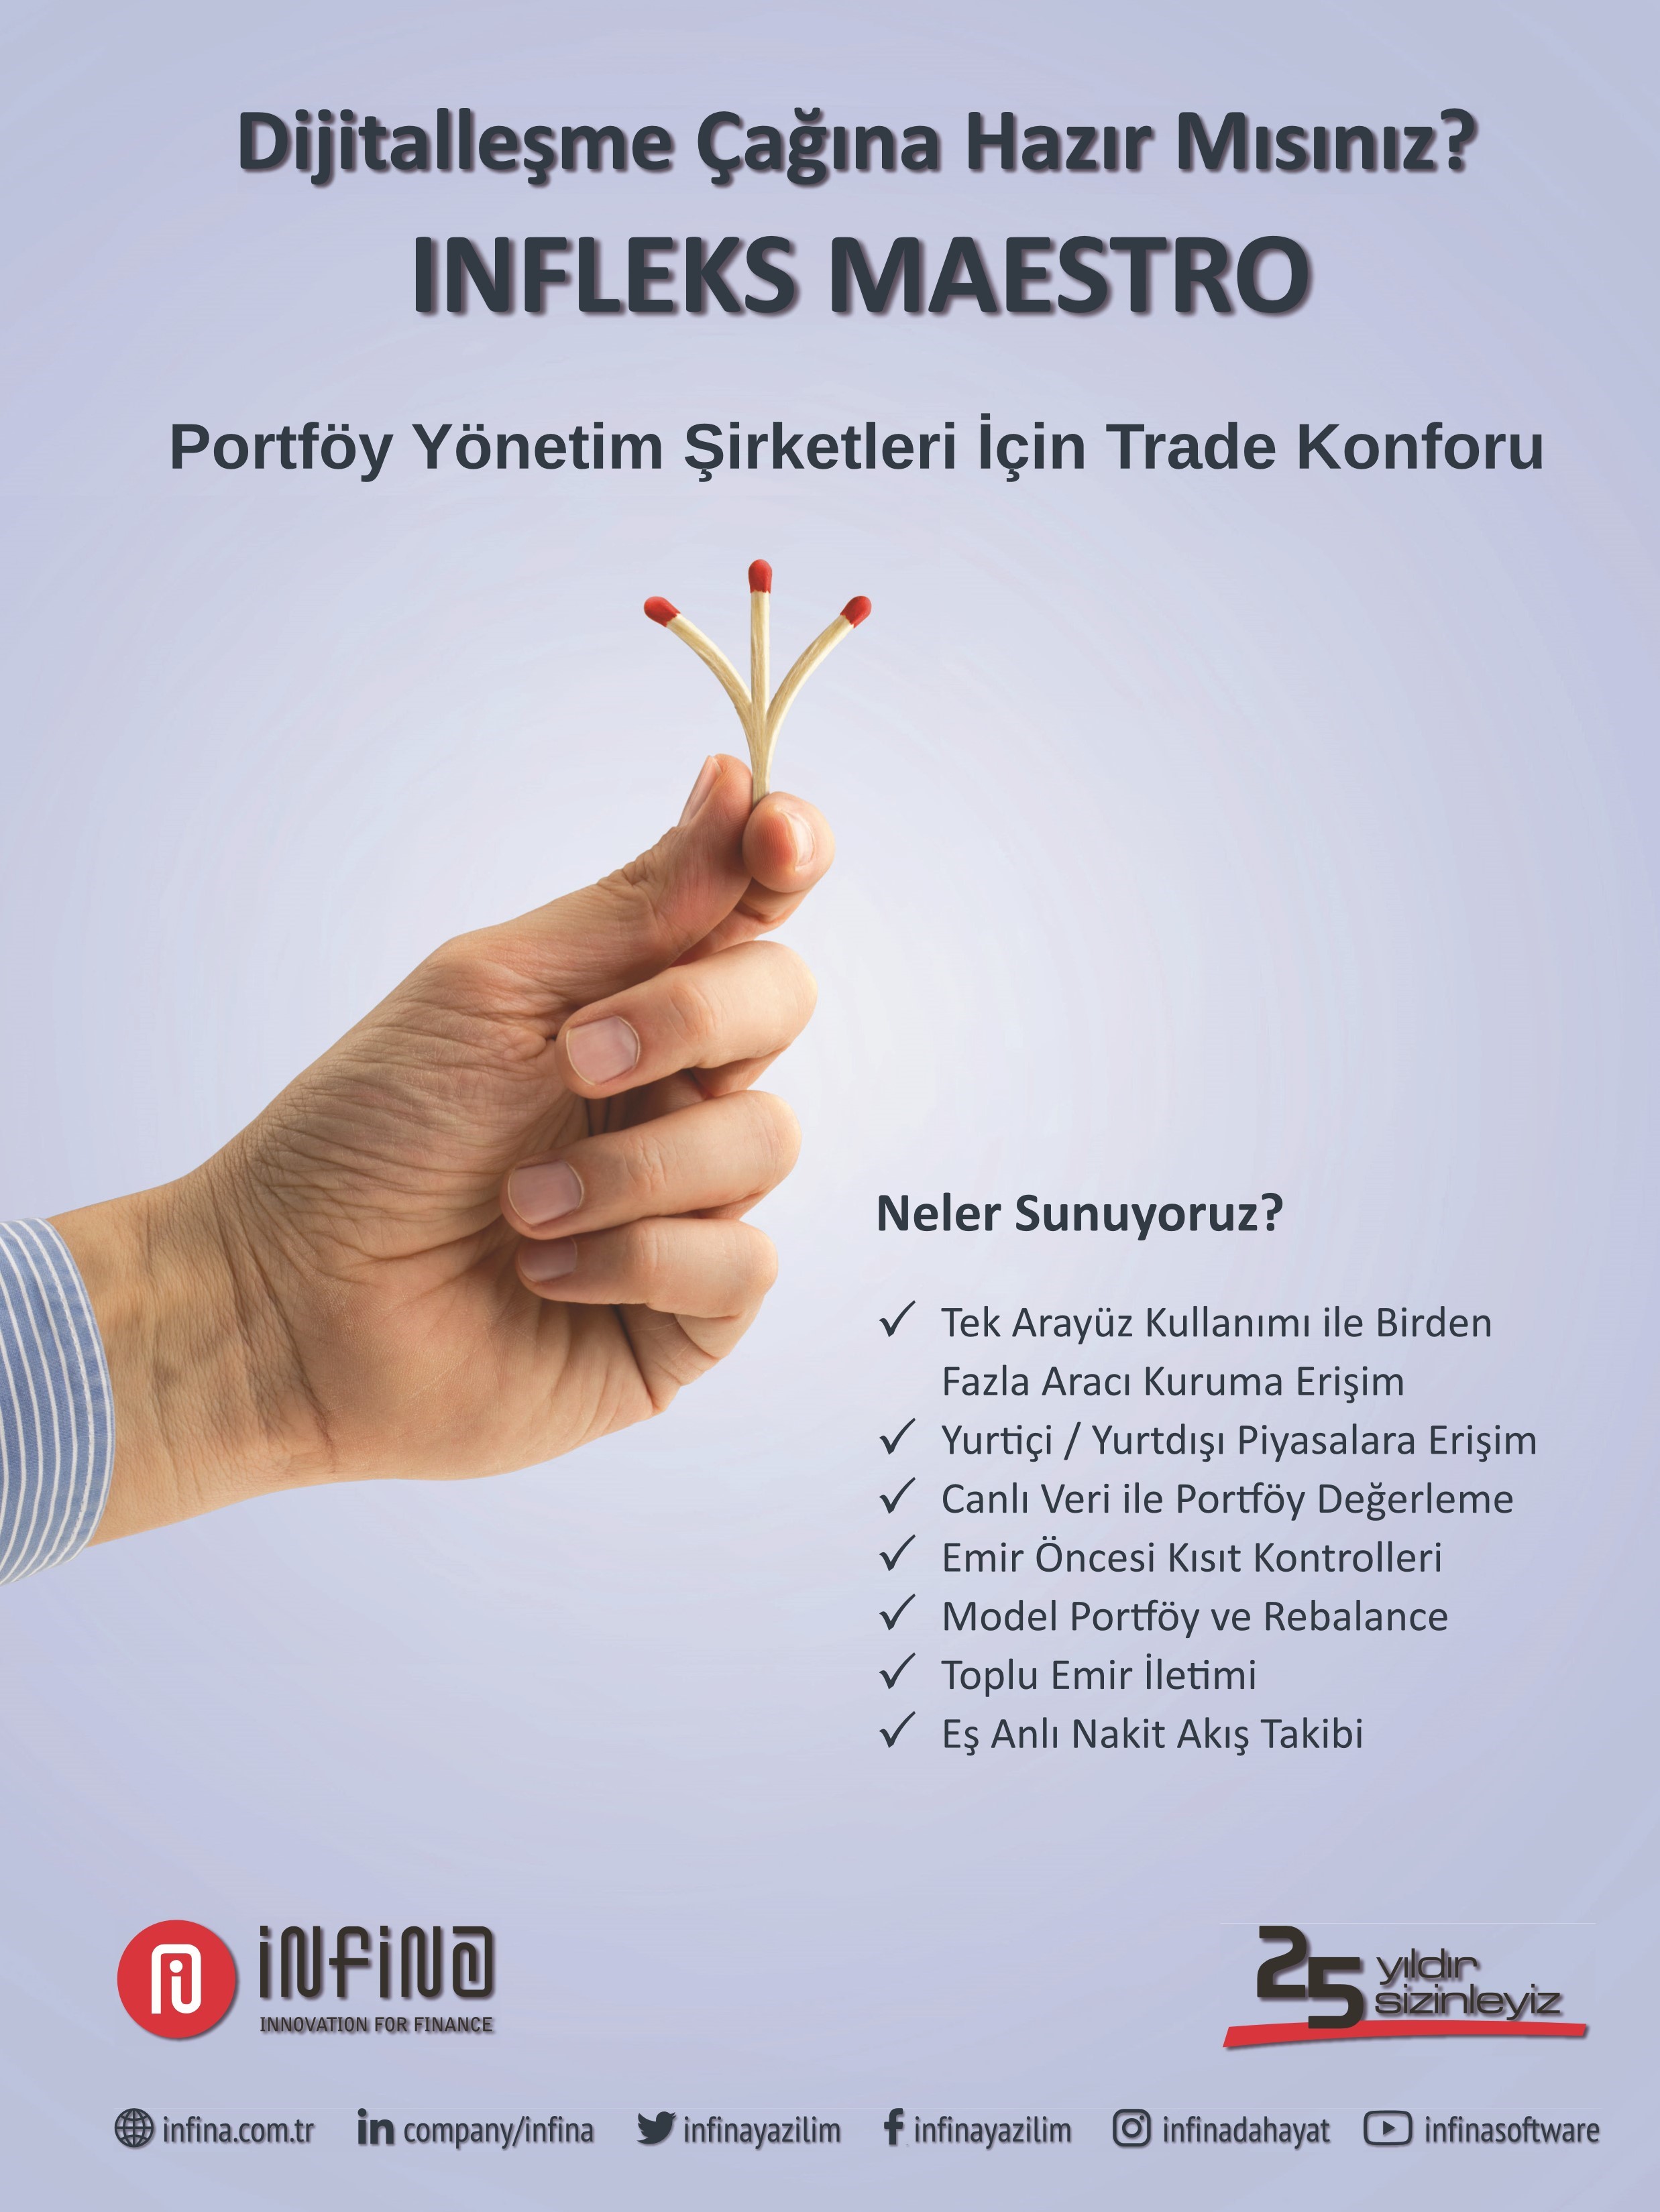 Dijitalleşme Çağına Hazır Mısınız?
INFLEKS MAESTRO
Portföy Yönetim Şirketleri İçin Trade Konforu
Neler Sunuyoruz?
✓ Tek Arayüz Kullanımı ile Birden
Fazla Aracı Kuruma Erişim
✓ Yurtiçi / Yurtdışı Piyasalara Erişim
✓ Canlı Veri ile Portföy Değerleme
✓ Emir Öncesi Kısıt Kontrolleri
✓ Model Portföy ve Rebalance
✓ Toplu Emir İletimi
✓ Eş Anlı Nakit Akış Takibi
infina
INNOVATION FOR FINANCE
25 yıldır
sizinleyiz
infina.com.tr in company/infina infinayazilim f infinayazilim infinadahayat infinasoftware